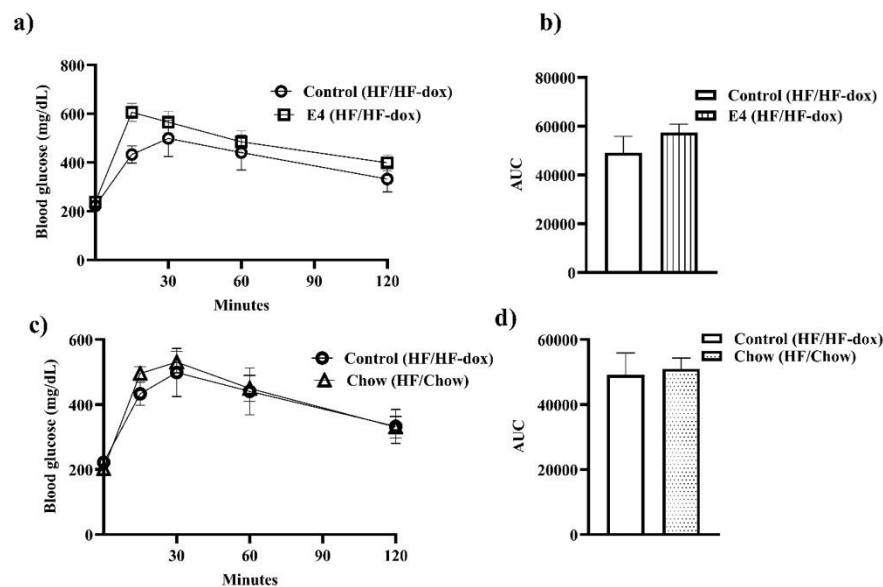 a)
800
600
400
200
0
Blood glucose (mg/dL)
30
60
90
120
Minutes
Control (HF/HF-dox)
E4 (HF/HF-dox)
b)
80000
60000
40000
20000
0
AUC
Control (HF/HF-dox)
E4 (HF/HF-dox)
c)
600
400
200
0
Blood glucose (mg/dL)
30
60
90
120
Minutes
Control (HF/HF-dox)
Chow (HF/Chow)
d)
60000
40000
20000
0
AUC
Control (HF/HF-dox)
Chow (HF/Chow)